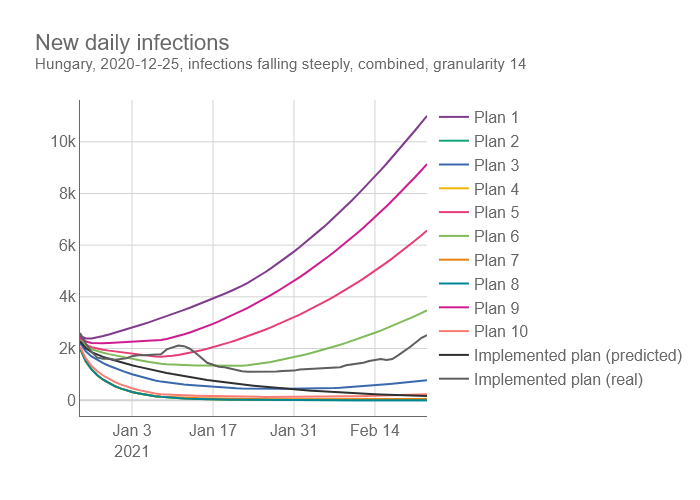 New daily infections
Hungary, 2020-12-25, infections falling steeply, combined, granularity 14
10k
8k
6k
4k
2k
0
Jan 3
2021
Jan 17
Jan 31
Feb 14
Plan 1
Plan 2
Plan 3
Plan 4
Plan 5
Plan 6
Plan 7
Plan 8
Plan 9
Plan 10
Implemented plan (predicted)
Implemented plan (real)